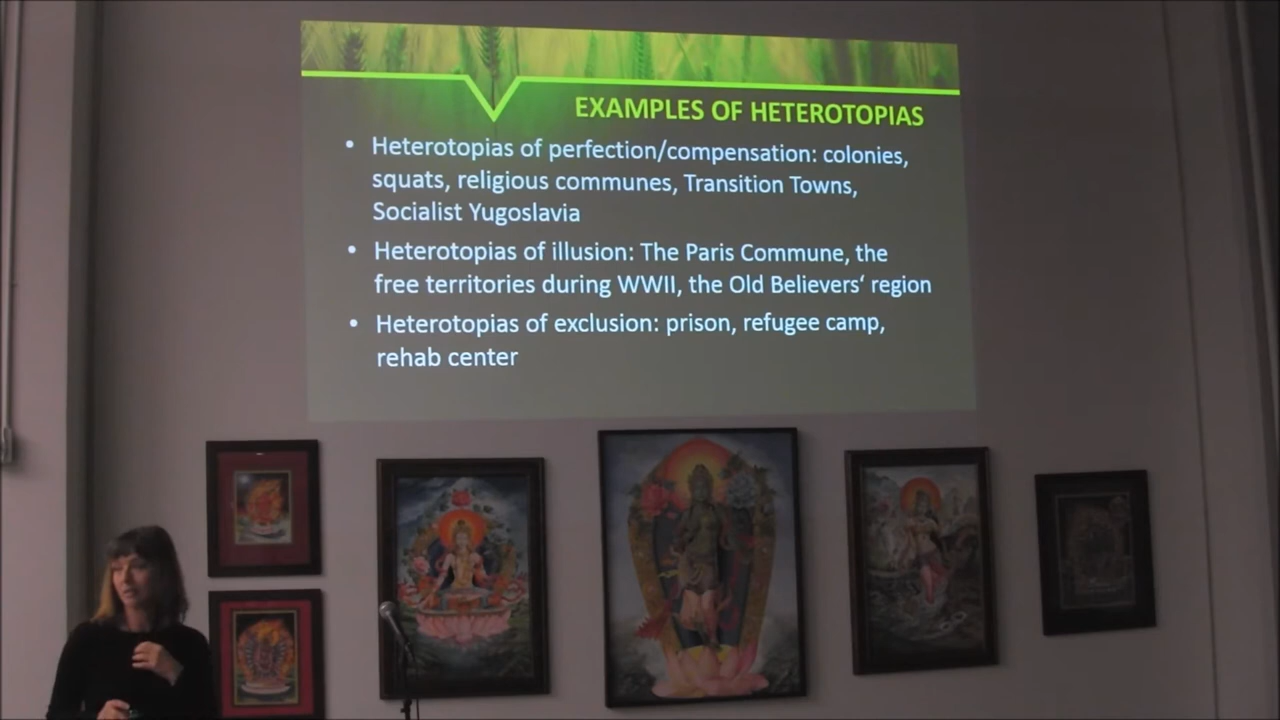 EXAMPLES OF HETEROTOPIAS
• Heterotopias of perfection/compensation: colonies,
squats, religious communes, Transition Towns,
Socialist Yugoslavia
• Heterotopias of illusion: The Paris Commune, the
free territories during WWII, the Old Believers‘ region
• Heterotopias of exclusion: prison, refugee camp,
rehab center